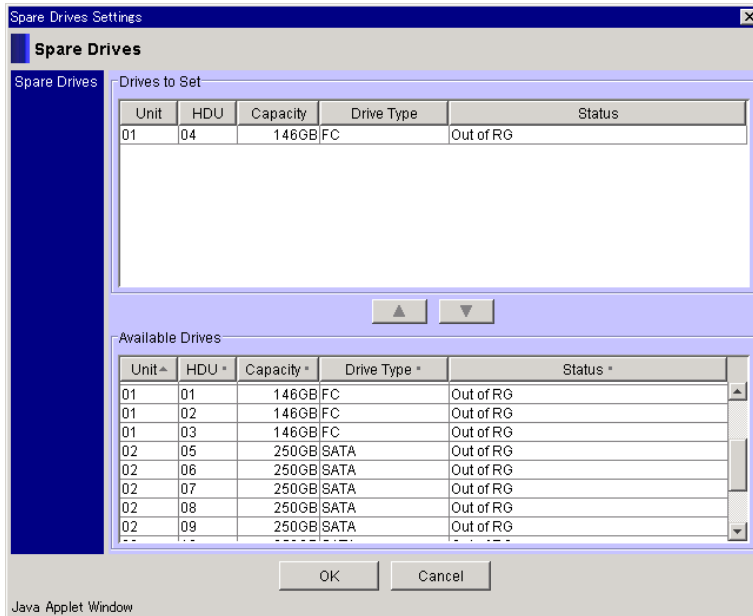 Spare Drives Settings
Spare Drives
Spare Drives
Drives to Set
Unit HDU Capacity Drive Type Status
01 04 146GB FC Out of RG
Available Drives
Unit HDU Capacity Drive Type Status
01 01 146GB FC Out of RG
01 02 146GB FC Out of RG
01 03 146GB FC Out of RG
02 05 250GB SATA Out of RG
02 06 250GB SATA Out of RG
02 07 250GB SATA Out of RG
02 08 250GB SATA Out of RG
02 09 250GB SATA Out of RG
OK Cancel
Java Applet Window